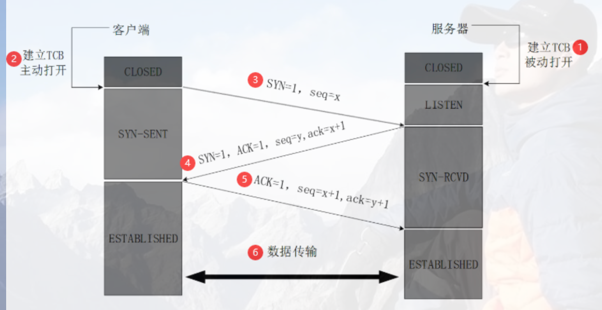 客户端
服务器
2 建立TCB
主动打开
建立TCB 1
被动打开
CLOSED
CLOSED
3 SYN=1, seq=x
LISTEN
SYN-SENT
4 SYN=1, ACK=1, seq=y,ack=x+1
SYN-RCVD
5 ACK=1, seq=x+1,ack=y+1
ESTABLISHED
6 数据传输
ESTABLISHED